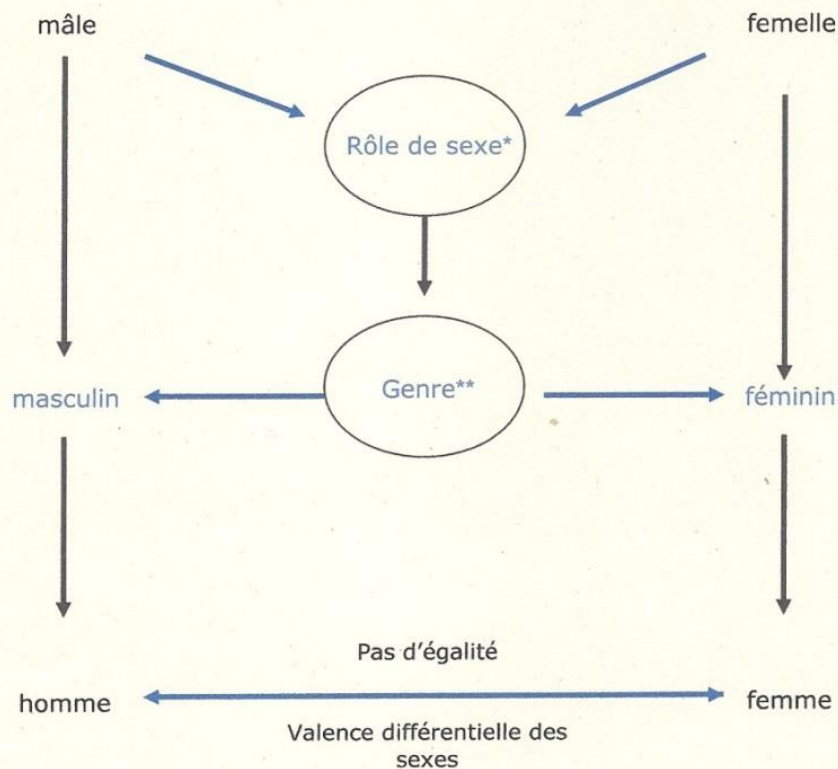 mâle
femelle
Rôle de sexe*
masculin
Genre**
féminin
Pas d'égalité
homme
femme
Valence différentielle des
sexes